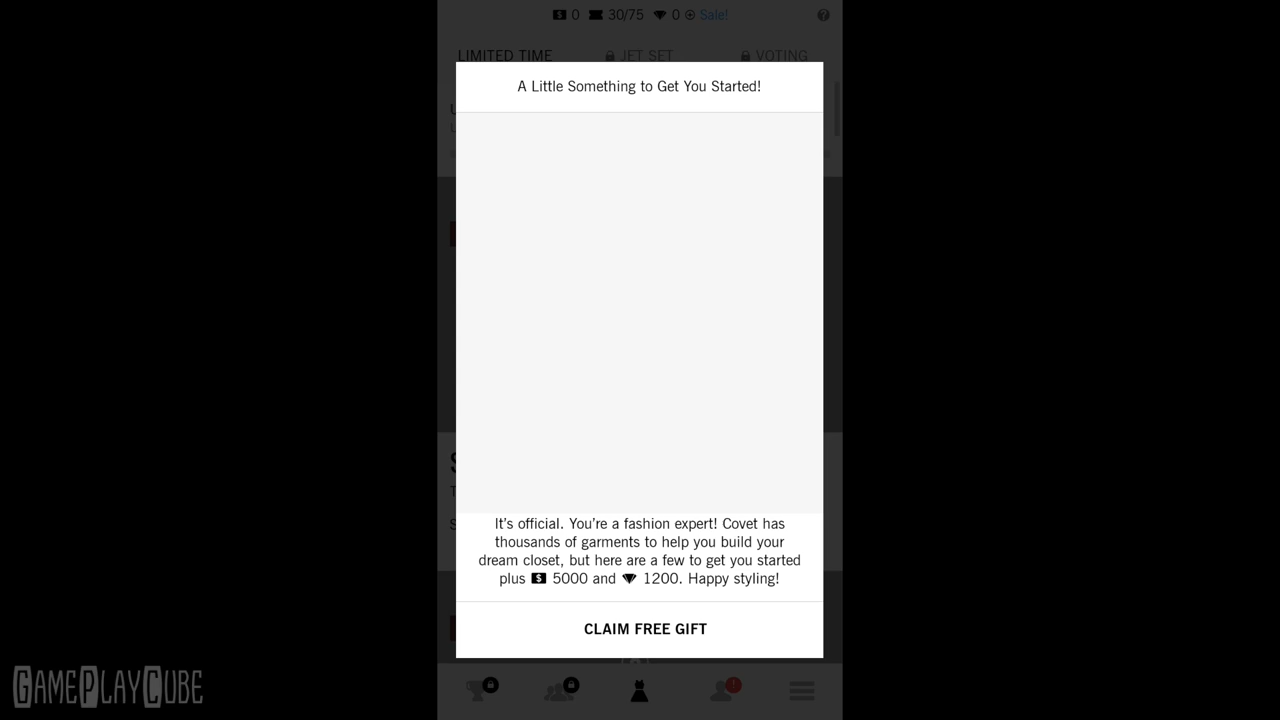 0 30/75 0 Sale! ?
LIMITED TIME JET SET VOTING
A Little Something to Get You Started!
It's official. You're a fashion expert! Covet has
thousands of garments to help you build your
dream closet, but here are a few to get you started
plus $ 5000 and 1200. Happy styling!
CLAIM FREE GIFT
GAMEPLAYCUBE